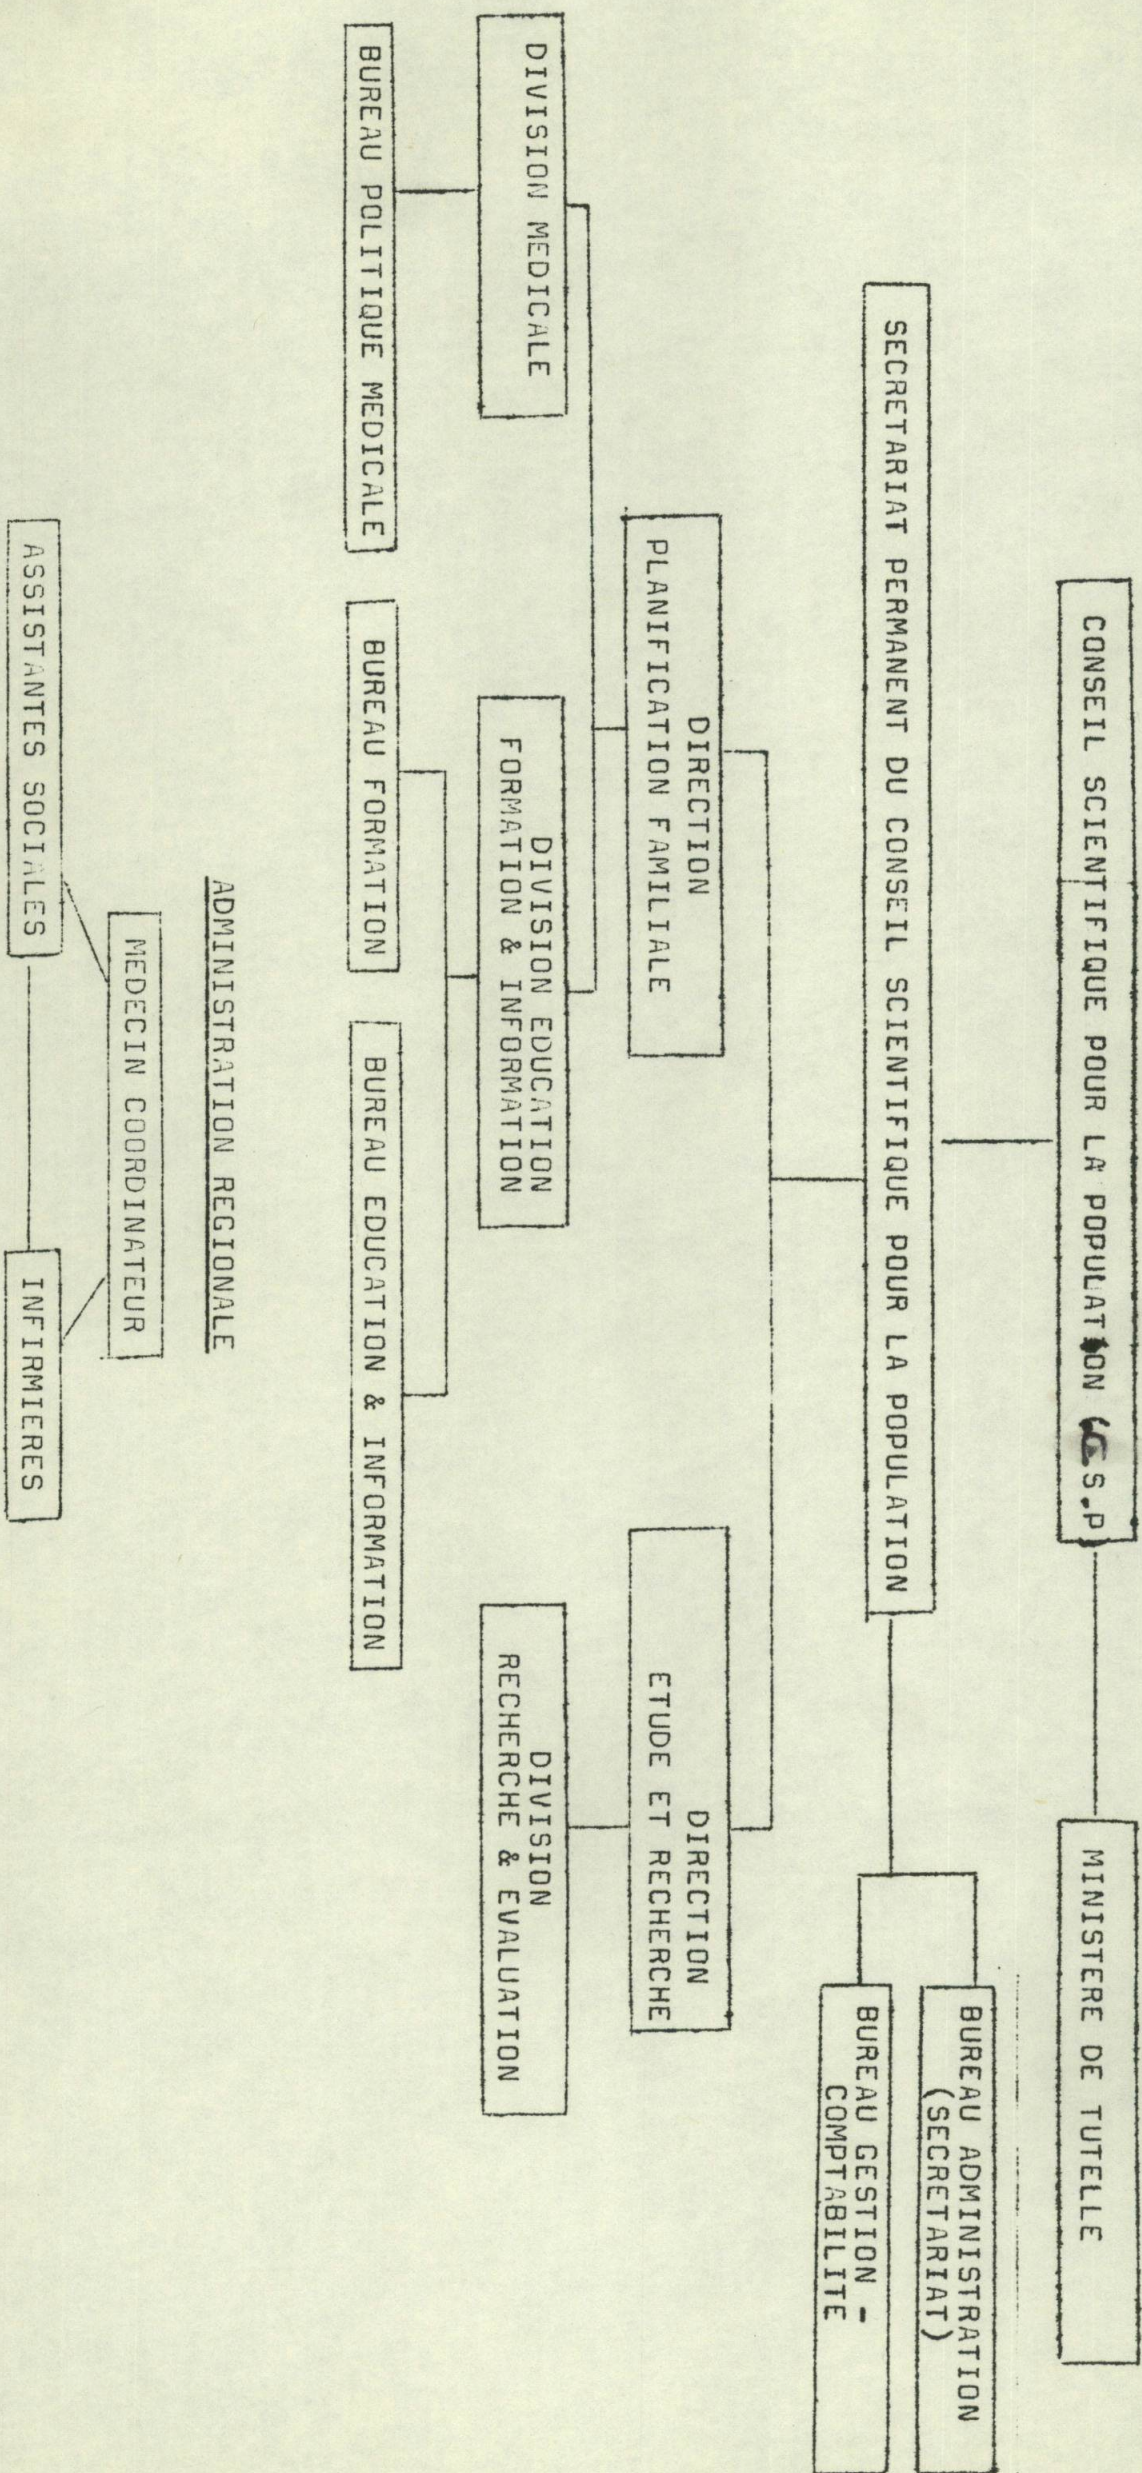 CONSEIL SCIENTIFIQUE POUR LA POPULATION (C.S.P)
MINISTERE DE TUTELLE
BUREAU ADMINISTRATION
(SECRETARIAT)
SECRETARIAT PERMANENT DU CONSEIL SCIENTIFIQUE POUR LA POPULATION
BUREAU GESTION -
COMPTABILITE
DIRECTION
PLANIFICATION FAMILIALE
DIRECTION
ETUDE ET RECHERCHE
DIVISION MEDICALE
DIVISION EDUCATION
FORMATION & INFORMATION
DIVISION
RECHERCHE & EVALUATION
BUREAU POLITIQUE MEDICALE
BUREAU FORMATION
BUREAU EDUCATION & INFORMATION
ADMINISTRATION REGIONALE
MEDECIN COORDINATEUR
ASSISTANTES SOCIALES
INFIRMIERES